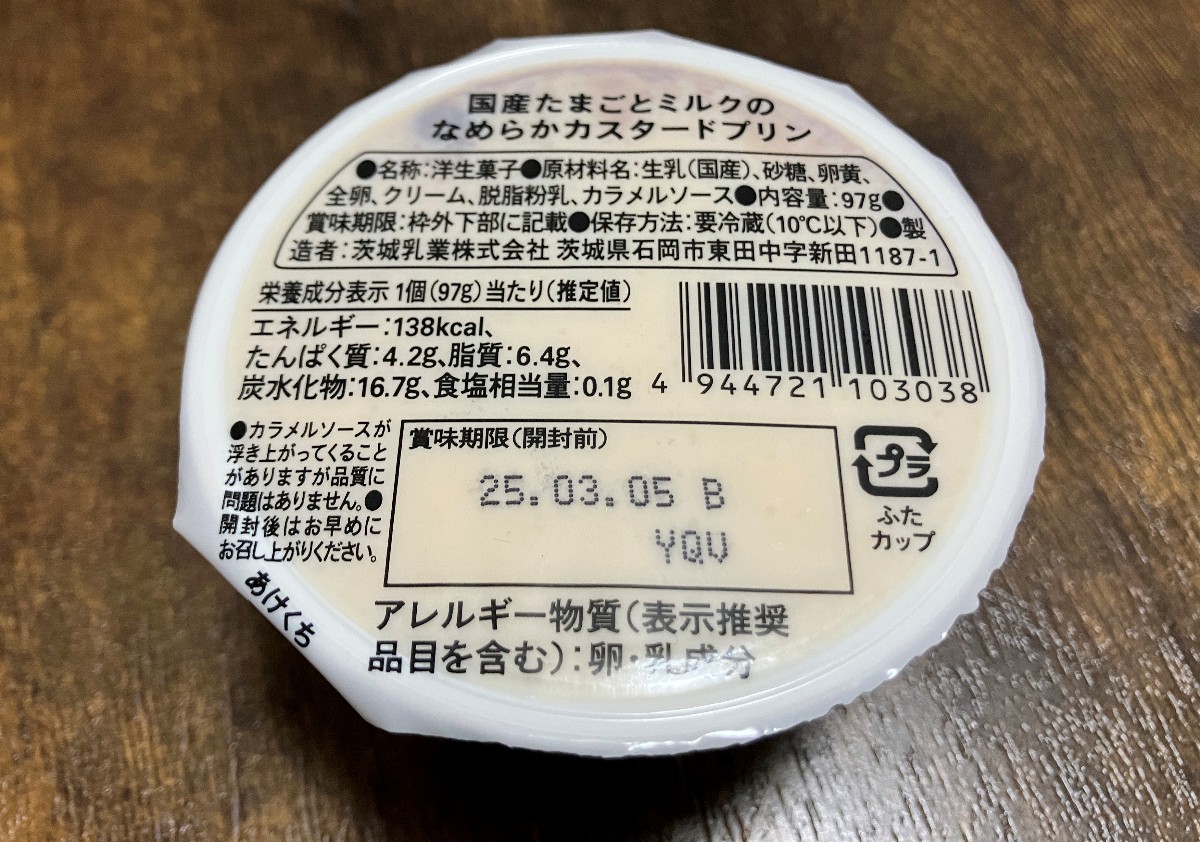 国産たまごとミルクの
なめらかカスタードプリン
●名称:洋生菓子●原材料名:生乳(国産)、砂糖、卵黄、
全卵、クリーム、脱脂粉乳、カラメルソース●内容量:97g●
賞味期限:枠外下部に記載●保存方法:要冷蔵(10℃以下)●製
造者:茨城乳業株式会社 茨城県石岡市東田中字新田1187-1
栄養成分表示 1個(97g)当たり(推定値)
エネルギー:138kcal、
たんぱく質:4.2g、脂質:6.4g、
炭水化物:16.7g、食塩相当量:0.1g
4 944721 103038
●カラメルソースが
浮き上がってくること
がありますが品質に
問題はありません。●
開封後はお早めに
お召し上がりください。
賞味期限(開封前)
25.03.05 B
YQV
プラ
ふた
カップ
あけくち
アレルギー物質(表示推奨
品目を含む):卵・乳成分